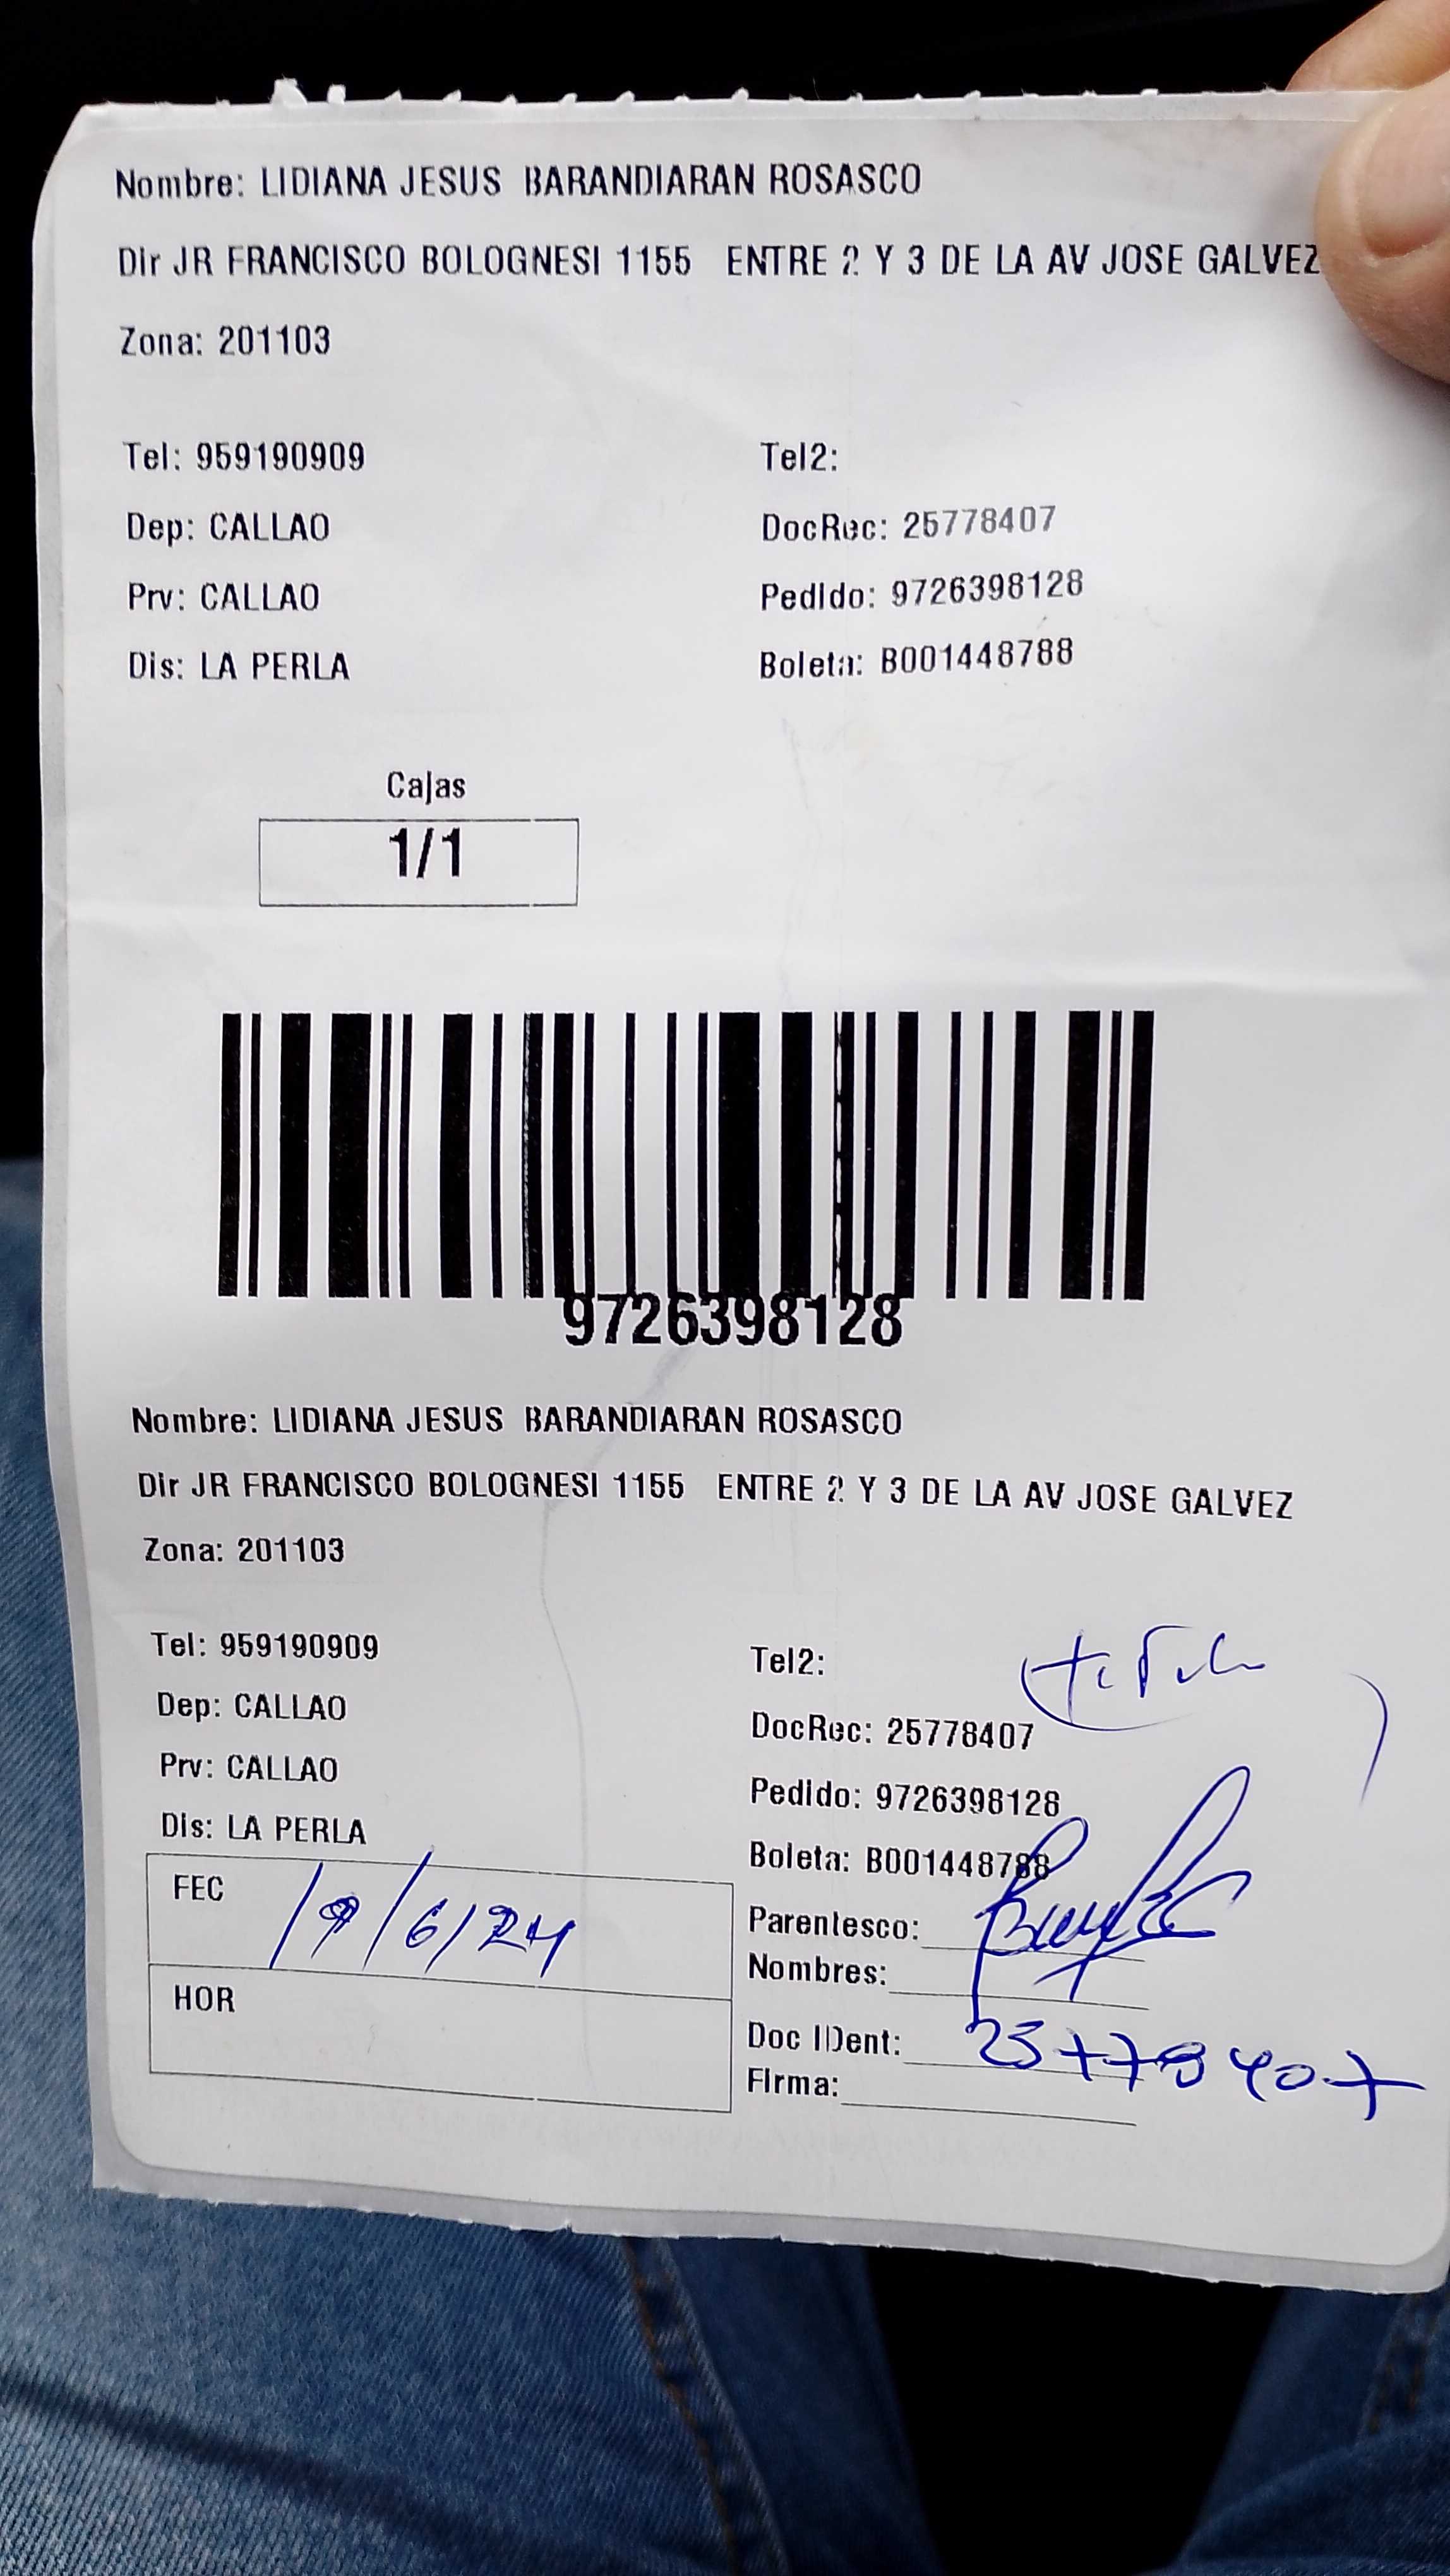 Nombre: LIDIANA JESUS BARANDIARAN ROSASCO
Dir JR FRANCISCO BOLOGNESI 1155 ENTRE 2 Y 3 DE LA AV JOSE GALVEZ
Zona: 201103
Tel: 959190909 Tel2:
Dep: CALLAO DocRec: 25778407
Prv: CALLAO Pedido: 9726398128
Dis: LA PERLA Boleta: B001448788
Cajas
1/1
9726398128
Nombre: LIDIANA JESUS BARANDIARAN ROSASCO
Dir JR FRANCISCO BOLOGNESI 1155 ENTRE 2 Y 3 DE LA AV JOSE GALVEZ
Zona: 201103
Tel: 959190909 Tel2:
Dep: CALLAO DocRec: 25778407
Prv: CALLAO Pedido: 9726398128
Dis: LA PERLA Boleta: B001448788
FEC Parentesco:
Nombres:
HOR Doc IDent: 25778407
Firma: